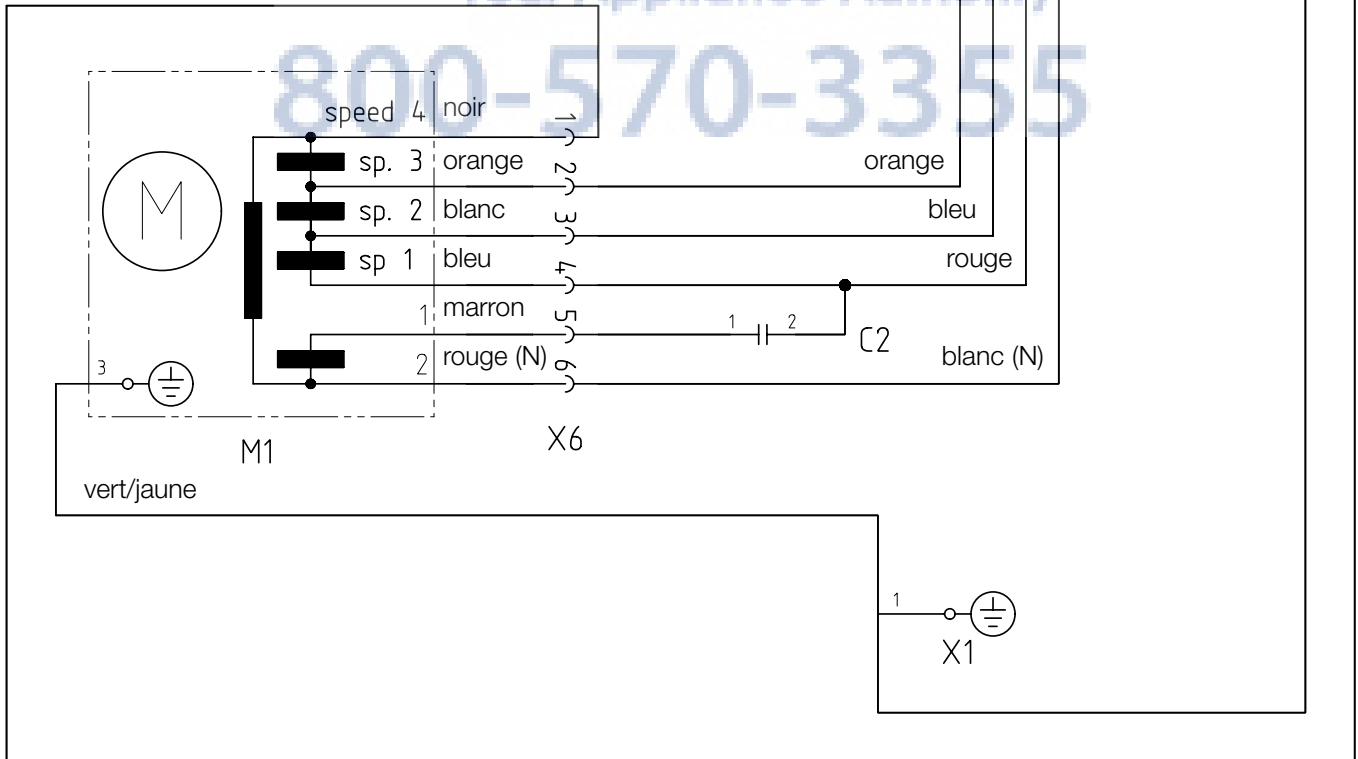 800-570-3355
speed 4 noir
1
sp. 3 orange
2
orange
sp. 2 blanc
3
bleu
sp 1 bleu
4
rouge
1 marron
5
1 2
C2
2 rouge (N)
6
blanc (N)
3
M
M1
X6
vert/jaune
1
X1